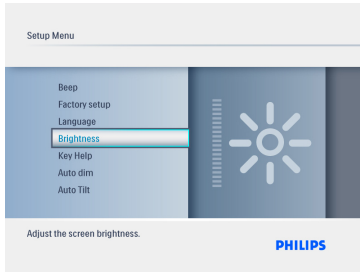 Setup Menu
Beep
Factory setup
Language
Brightness
Key Help
Auto dim
Auto Tilt
Adjust the screen brightness.
PHILIPS